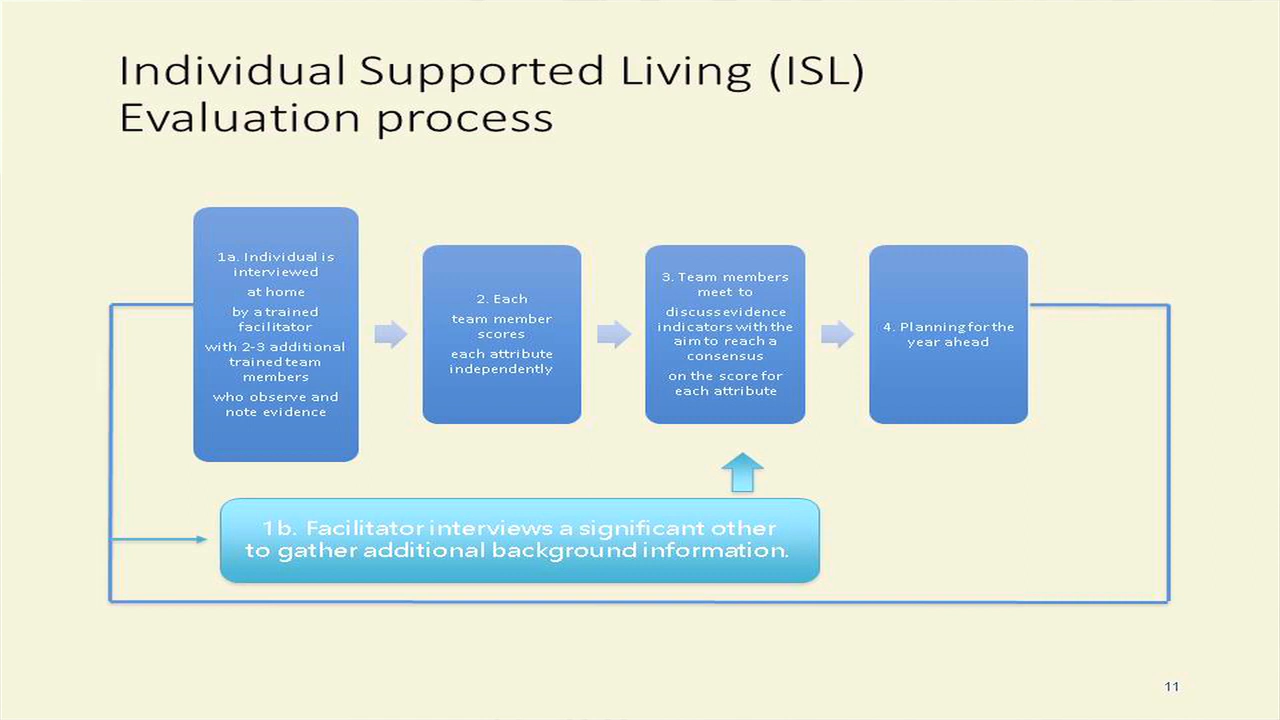 Individual Supported Living (ISL)
Evaluation process
1a. Individual is
interviewed
at home
by a trained
facilitator
with 2-3 additional
trained team
members
who observe and
note evidence
2. Each
team member
scores
each attribute
independently
3. Team members
meet to
discuss evidence
indicators with the
aim to reach a
consensus
on the score for
each attribute
4. Planning for the
year ahead
1b. Facilitator interviews a significant other
to gather additional background information.
11